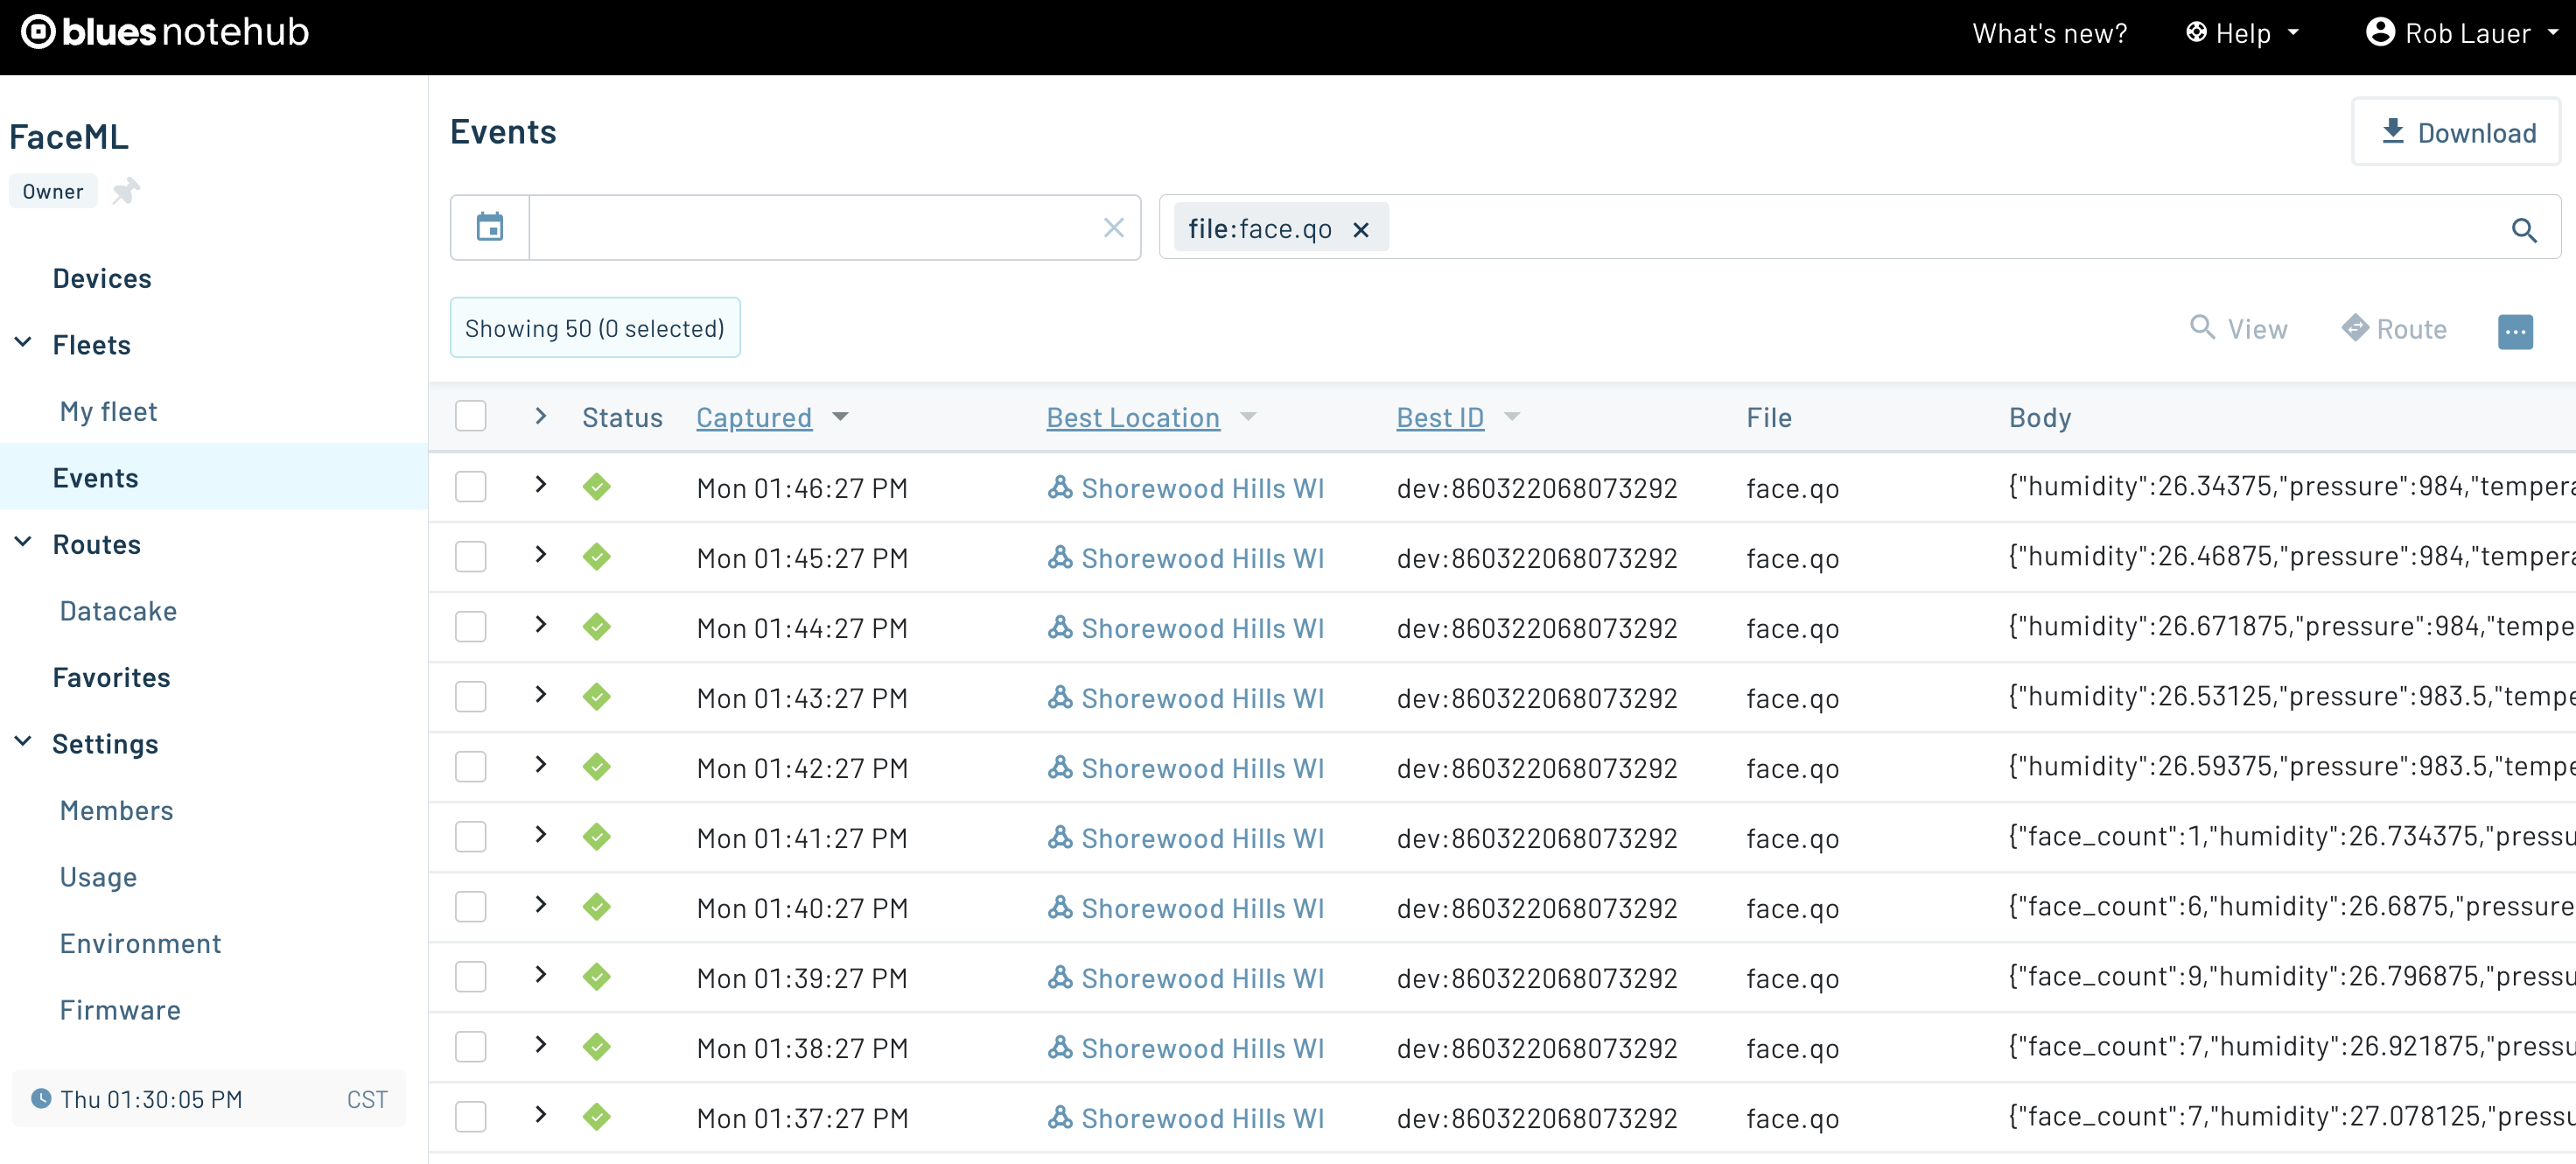 blues notehub What's new? Help Rob Lauer
FaceML
Owner
Devices
Fleets
My fleet
Events
Routes
Datacake
Favorites
Settings
Members
Usage
Environment
Firmware
Thu 01:30:05 PM CST
Events Download
file:face.qo
Showing 50 (0 selected) View Route
Status Captured Best Location Best ID File Body
Mon 01:46:27 PM Shorewood Hills WI dev:860322068073292 face.qo {"humidity":26.34375,"pressure":984,"tempera
Mon 01:45:27 PM Shorewood Hills WI dev:860322068073292 face.qo {"humidity":26.46875,"pressure":984,"tempera
Mon 01:44:27 PM Shorewood Hills WI dev:860322068073292 face.qo {"humidity":26.671875,"pressure":984,"tempe
Mon 01:43:27 PM Shorewood Hills WI dev:860322068073292 face.qo {"humidity":26.53125,"pressure":983.5,"tempe
Mon 01:42:27 PM Shorewood Hills WI dev:860322068073292 face.qo {"humidity":26.59375,"pressure":983.5,"tempe
Mon 01:41:27 PM Shorewood Hills WI dev:860322068073292 face.qo {"face_count":1,"humidity":26.734375,"pressu
Mon 01:40:27 PM Shorewood Hills WI dev:860322068073292 face.qo {"face_count":6,"humidity":26.6875,"pressure
Mon 01:39:27 PM Shorewood Hills WI dev:860322068073292 face.qo {"face_count":9,"humidity":26.796875,"pressu
Mon 01:38:27 PM Shorewood Hills WI dev:860322068073292 face.qo {"face_count":7,"humidity":26.921875,"pressu
Mon 01:37:27 PM Shorewood Hills WI dev:860322068073292 face.qo {"face_count":7,"humidity":27.078125,"pressu